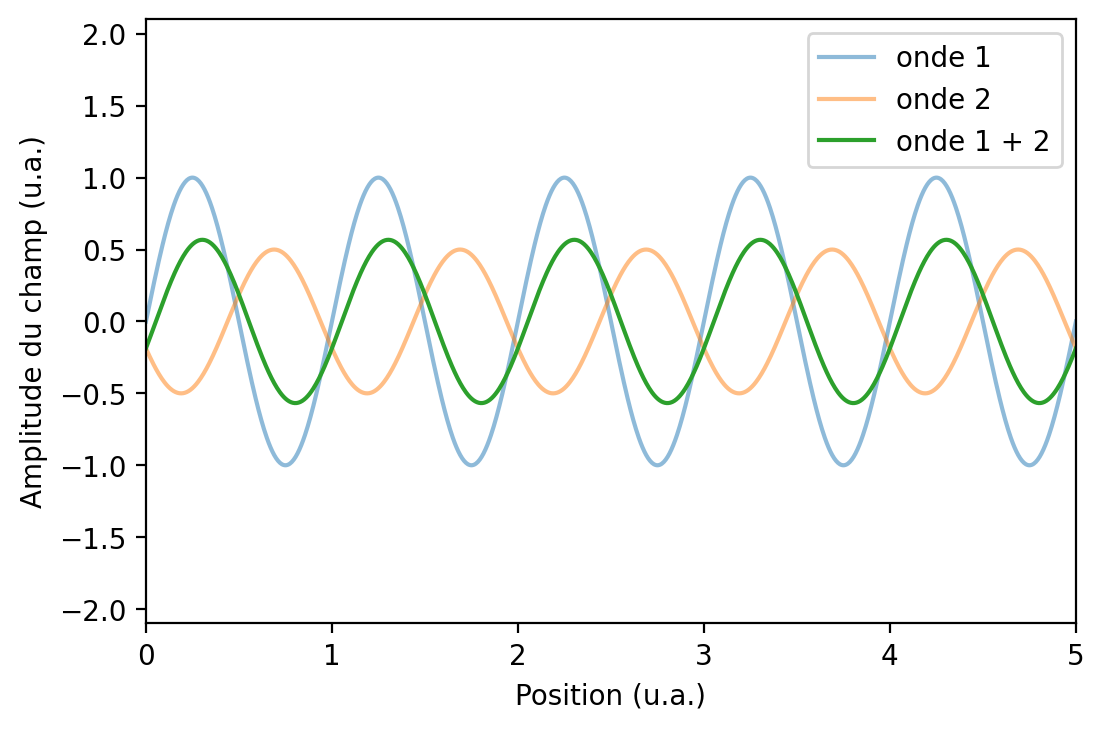 2.0
1.5
1.0
0.5
0.0
−0.5
−1.0
−1.5
−2.0
Amplitude du champ (u.a.)
onde 1
onde 2
onde 1 + 2
0 1 2 3 4 5
Position (u.a.)